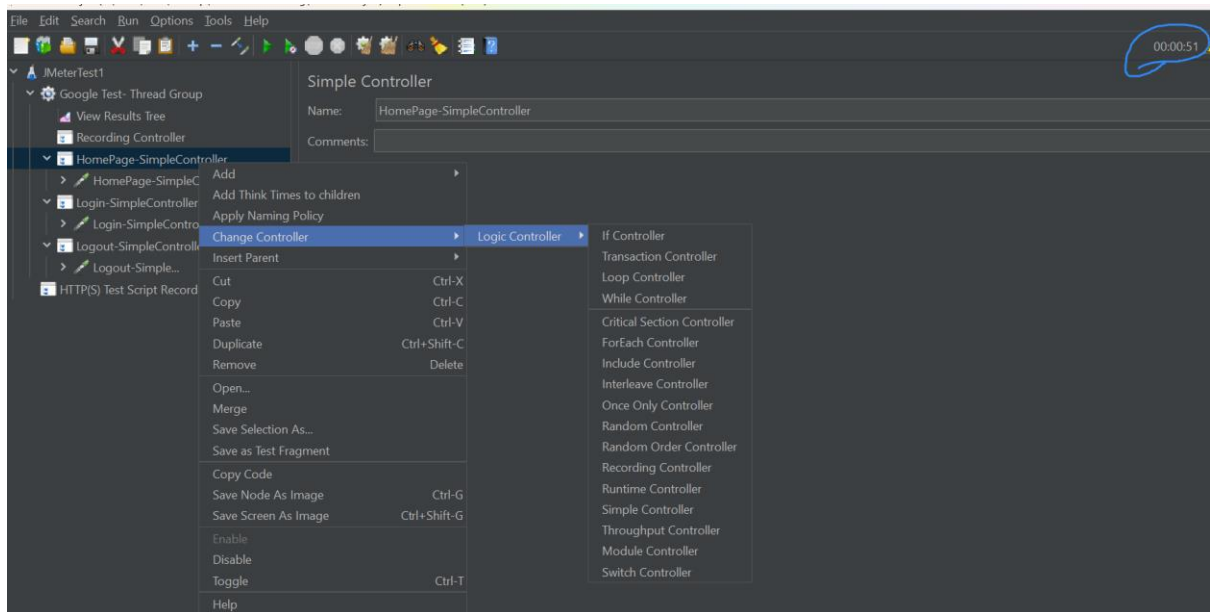 File Edit Search Run Options Tools Help
00:00:51
JMeterTest1
Google Test- Thread Group
View Results Tree
Recording Controller
HomePage-SimpleController
HomePage-SimpleC
Login-SimpleController
Login-SimpleContro
Logout-SimpleControlle
Logout-Simple...
HTTP(S) Test Script Record
Simple Controller
Name: HomePage-SimpleController
Comments:
Add
Add Think Times to children
Apply Naming Policy
Change Controller
Insert Parent
Cut Ctrl-X
Copy Ctrl-C
Paste Ctrl-V
Duplicate Ctrl+Shift-C
Remove Delete
Open...
Merge
Save Selection As...
Save as Test Fragment
Copy Code
Save Node As Image Ctrl-G
Save Screen As Image Ctrl+Shift-G
Enable
Disable
Toggle Ctrl-T
Help
Logic Controller
If Controller
Transaction Controller
Loop Controller
While Controller
Critical Section Controller
ForEach Controller
Include Controller
Interleave Controller
Once Only Controller
Random Controller
Random Order Controller
Recording Controller
Runtime Controller
Simple Controller
Throughput Controller
Module Controller
Switch Controller